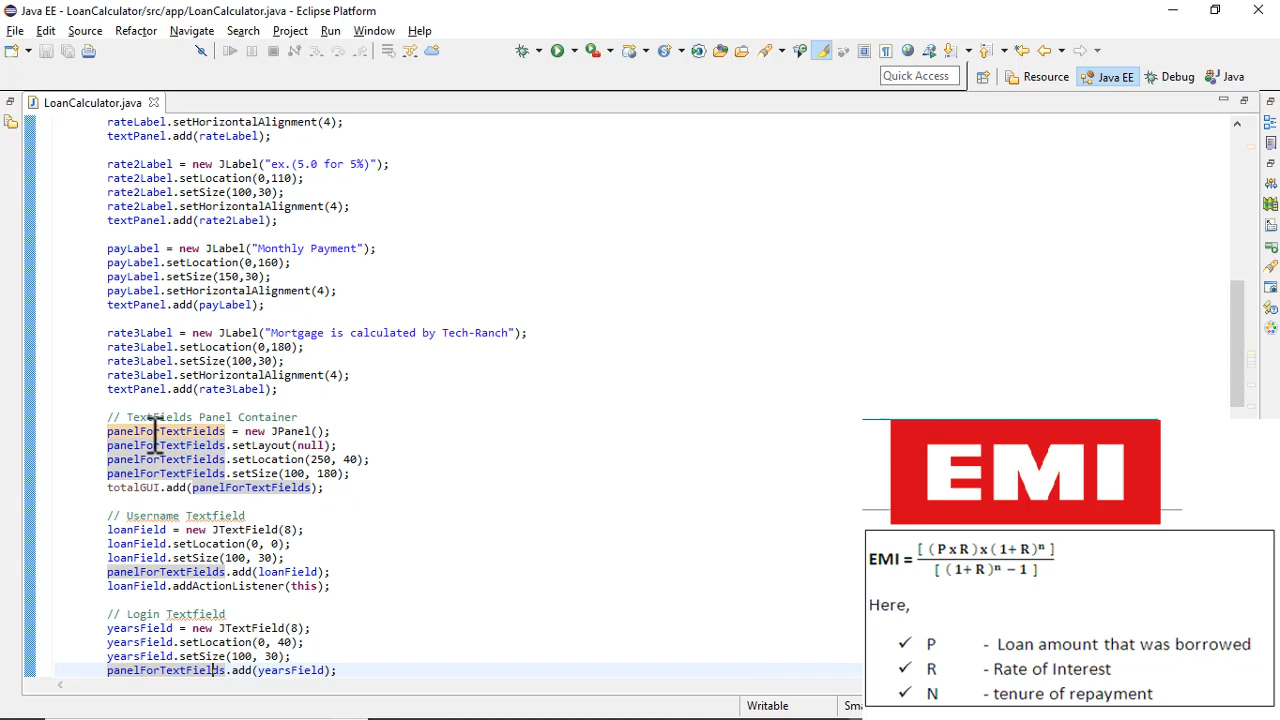 Java EE - LoanCalculator/src/app/LoanCalculator.java - Eclipse Platform
File Edit Source Refactor Navigate Search Project Run Window Help
Quick Access Resource Java EE Debug Java
LoanCalculator.java
rateLabel.setHorizontalAlignment(4);
textPanel.add(rateLabel);
rate2Label = new JLabel("ex.(5.0 for 5%)");
rate2Label.setLocation(0,110);
rate2Label.setSize(100,30);
rate2Label.setHorizontalAlignment(4);
textPanel.add(rate2Label);
payLabel = new JLabel("Monthly Payment");
payLabel.setLocation(0,160);
payLabel.setSize(150,30);
payLabel.setHorizontalAlignment(4);
textPanel.add(payLabel);
rate3Label = new JLabel("Mortgage is calculated by Tech-Ranch");
rate3Label.setLocation(0,180);
rate3Label.setSize(100,30);
rate3Label.setHorizontalAlignment(4);
textPanel.add(rate3Label);
// TextFields Panel Container
panelForTextFields = new JPanel();
panelForTextFields.setLayout(null);
panelForTextFields.setLocation(250, 40);
panelForTextFields.setSize(100, 180);
totalGUI.add(panelForTextFields);
// Username Textfield
loanField = new JTextField(8);
loanField.setLocation(0, 0);
loanField.setSize(100, 30);
panelForTextFields.add(loanField);
loanField.addActionListener(this);
// Login Textfield
yearsField = new JTextField(8);
yearsField.setLocation(0, 40);
yearsField.setSize(100, 30);
panelForTextFields.add(yearsField);
Writable
EMI
EMI = [ ( P x R ) x ( 1 + R )ⁿ ]
[ ( 1+ R )ⁿ – 1 ]
Here,
✓ P - Loan amount that was borrowed
✓ R - Rate of Interest
✓ N - tenure of repayment